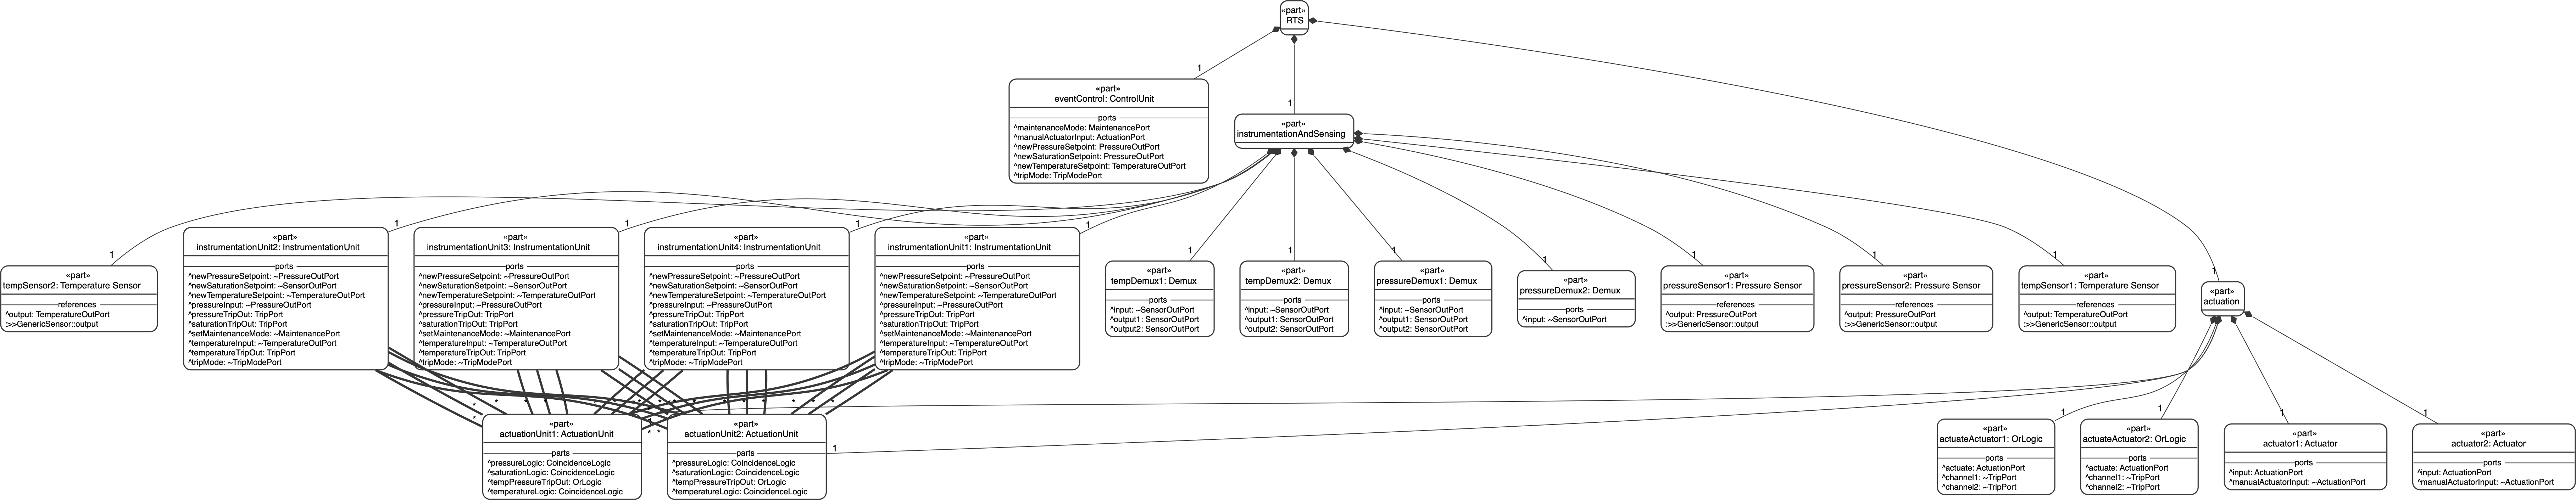 «part»
RTS
1
1
1
«part»
eventControl: ControlUnit
ports
^maintenanceMode: MaintenancePort
^manualActuatorInput: ActuationPort
^newPressureSetpoint: PressureOutPort
^newSaturationSetpoint: PressureOutPort
^newTemperatureSetpoint: TemperatureOutPort
^tripMode: TripModePort
«part»
instrumentationAndSensing
1
1
1
1
1
1
1
1
1
1
1
1
«part»
tempSensor2: Temperature Sensor
references
^output: TemperatureOutPort
:>>GenericSensor::output
«part»
instrumentationUnit2: InstrumentationUnit
ports
^newPressureSetpoint: ~PressureOutPort
^newSaturationSetpoint: ~SensorOutPort
^newTemperatureSetpoint: ~TemperatureOutPort
^pressureInput: ~PressureOutPort
^pressureTripOut: TripPort
^saturationTripOut: TripPort
^setMaintenanceMode: ~MaintenancePort
^temperatureInput: ~TemperatureOutPort
^temperatureTripOut: TripPort
^tripMode: ~TripModePort
«part»
instrumentationUnit3: InstrumentationUnit
ports
^newPressureSetpoint: ~PressureOutPort
^newSaturationSetpoint: ~SensorOutPort
^newTemperatureSetpoint: ~TemperatureOutPort
^pressureInput: ~PressureOutPort
^pressureTripOut: TripPort
^saturationTripOut: TripPort
^setMaintenanceMode: ~MaintenancePort
^temperatureInput: ~TemperatureOutPort
^temperatureTripOut: TripPort
^tripMode: ~TripModePort
«part»
instrumentationUnit4: InstrumentationUnit
ports
^newPressureSetpoint: ~PressureOutPort
^newSaturationSetpoint: ~SensorOutPort
^newTemperatureSetpoint: ~TemperatureOutPort
^pressureInput: ~PressureOutPort
^pressureTripOut: TripPort
^saturationTripOut: TripPort
^setMaintenanceMode: ~MaintenancePort
^temperatureInput: ~TemperatureOutPort
^temperatureTripOut: TripPort
^tripMode: ~TripModePort
«part»
instrumentationUnit1: InstrumentationUnit
ports
^newPressureSetpoint: ~PressureOutPort
^newSaturationSetpoint: ~SensorOutPort
^newTemperatureSetpoint: ~TemperatureOutPort
^pressureInput: ~PressureOutPort
^pressureTripOut: TripPort
^saturationTripOut: TripPort
^setMaintenanceMode: ~MaintenancePort
^temperatureInput: ~TemperatureOutPort
^temperatureTripOut: TripPort
^tripMode: ~TripModePort
«part»
tempDemux1: Demux
ports
^input: ~SensorOutPort
^output1: SensorOutPort
^output2: SensorOutPort
«part»
tempDemux2: Demux
ports
^input: ~SensorOutPort
^output1: SensorOutPort
^output2: SensorOutPort
«part»
pressureDemux1: Demux
ports
^input: ~SensorOutPort
^output1: SensorOutPort
^output2: SensorOutPort
«part»
pressureDemux2: Demux
ports
^input: ~SensorOutPort
«part»
pressureSensor1: Pressure Sensor
references
^output: PressureOutPort
:>>GenericSensor::output
«part»
pressureSensor2: Pressure Sensor
references
^output: PressureOutPort
:>>GenericSensor::output
«part»
tempSensor1: Temperature Sensor
references
^output: TemperatureOutPort
:>>GenericSensor::output
«part»
actuation
«part»
actuationUnit1: ActuationUnit
parts
^pressureLogic: CoincidenceLogic
^saturationLogic: CoincidenceLogic
^tempPressureTripOut: OrLogic
^temperatureLogic: CoincidenceLogic
«part»
actuationUnit2: ActuationUnit
parts
^pressureLogic: CoincidenceLogic
^saturationLogic: CoincidenceLogic
^tempPressureTripOut: OrLogic
^temperatureLogic: CoincidenceLogic
1
1
1
1
1
«part»
actuateActuator1: OrLogic
ports
^actuate: ActuationPort
^channel1: ~TripPort
^channel2: ~TripPort
«part»
actuateActuator2: OrLogic
ports
^actuate: ActuationPort
^channel1: ~TripPort
^channel2: ~TripPort
«part»
actuator1: Actuator
ports
^input: ActuationPort
^manualActuatorInput: ~ActuationPort
«part»
actuator2: Actuator
ports
^input: ActuationPort
^manualActuatorInput: ~ActuationPort